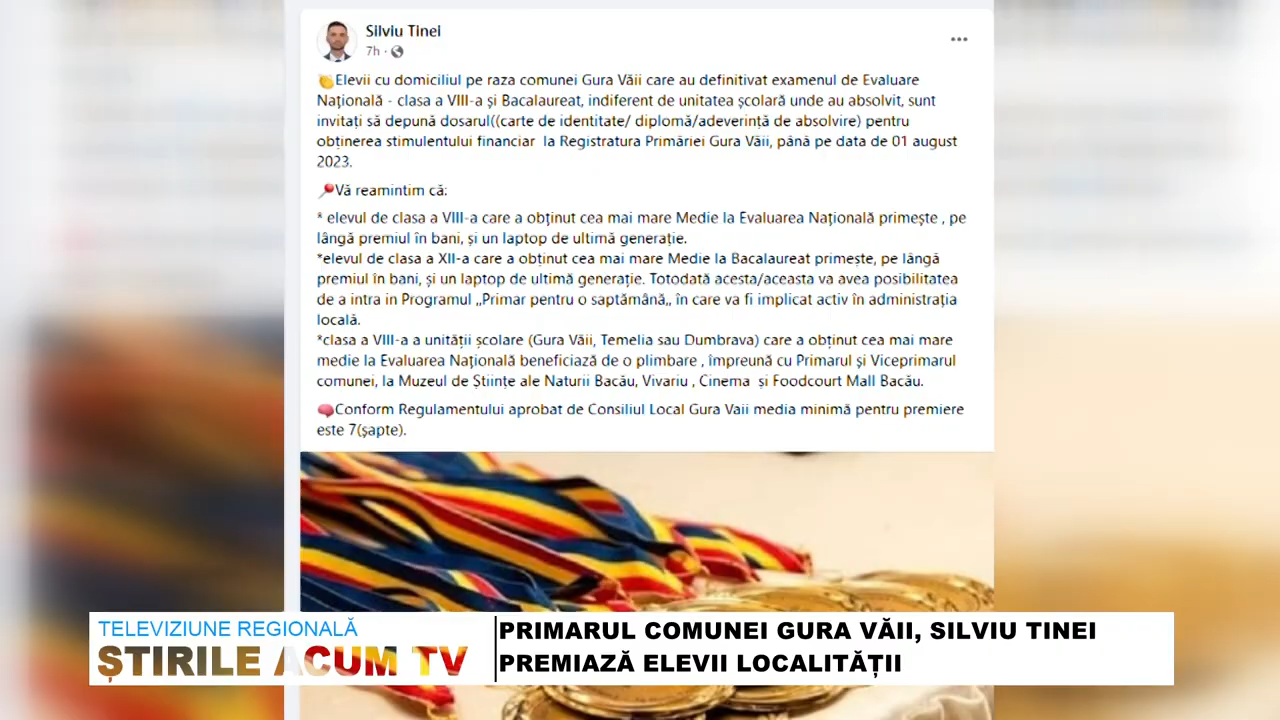 Silviu Tinei
7h ·
Elevii cu domiciliul pe raza comunei Gura Văii care au definitivat examenul de Evaluare
Națională - clasa a VIII-a și Bacalaureat, indiferent de unitatea școlară unde au absolvit, sunt
invitați să depună dosarul((carte de identitate/ diplomă/adeverință de absolvire) pentru
obținerea stimulentului financiar  la Registratura Primăriei Gura Văii, până pe data de 01 august
2023.
Vă reamintim că:
* elevul de clasa a VIII-a care a obținut cea mai mare Medie la Evaluarea Națională primește , pe
lângă premiul în bani, și un laptop de ultimă generație.
*elevul de clasa a XII-a care a obținut cea mai mare Medie la Bacalaureat primește, pe lângă
premiul în bani, și un laptop de ultimă generație. Totodată acesta/aceasta va avea posibilitatea
de a intra in Programul ,,Primar pentru o saptămână,, în care va fi implicat activ în administrația
locală.
*clasa a VIII-a a unității școlare (Gura Văii, Temelia sau Dumbrava) care a obținut cea mai mare
medie la Evaluarea Națională beneficiază de o plimbare , împreună cu Primarul și Viceprimarul
comunei, la Muzeul de Științe ale Naturii Bacău, Vivariu , Cinema  și Foodcourt Mall Bacău.
Conform Regulamentului aprobat de Consiliul Local Gura Vaii media minimă pentru premiere
este 7(șapte).
TELEVIZIUNE REGIONALĂ
ȘTIRILE ACUM TV
PRIMARUL COMUNEI GURA VĂII, SILVIU TINEI
PREMIAZĂ ELEVII LOCALITĂȚII